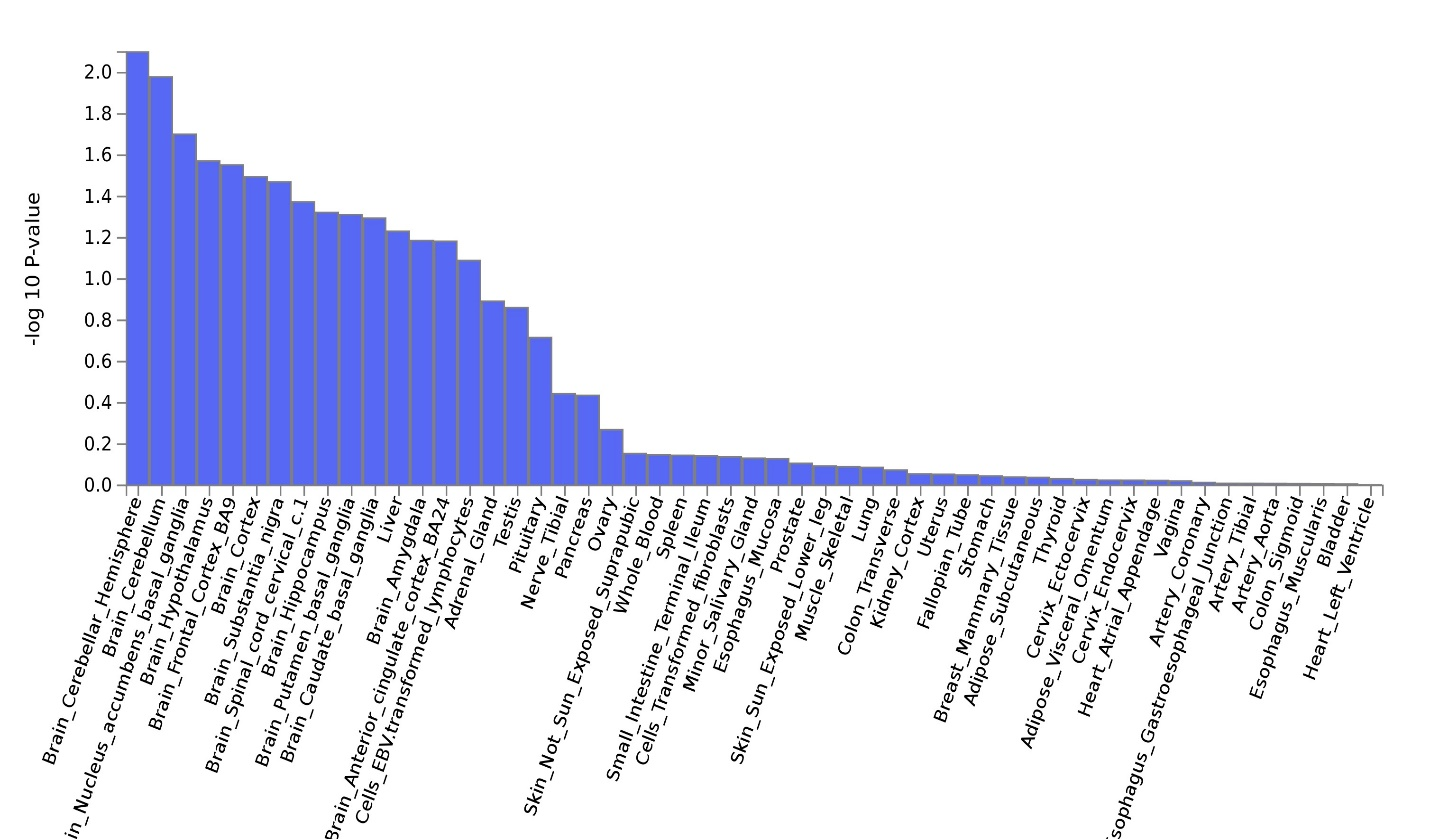 -log 10 P-value
2.0
1.8
1.6
1.4
1.2
1.0
0.8
0.6
0.4
0.2
0.0
Brain_Cerebellar_Hemisphere
Brain_Cerebellum
in_Nucleus_accumbens_basal_ganglia
Brain_Hypothalamus
Brain_Frontal_Cortex_BA9
Brain_Cortex
Brain_Substantia_nigra
Brain_Spinal_cord_cervical_c.1
Brain_Hippocampus
Brain_Putamen_basal_ganglia
Brain_Caudate_basal_ganglia
Liver
Brain_Amygdala
Brain_Anterior_cingulate_cortex_BA24
Cells_EBV.transformed_lymphocytes
Adrenal_Gland
Testis
Pituitary
Nerve_Tibial
Pancreas
Ovary
Skin_Not_Sun_Exposed_Suprapubic
Whole_Blood
Spleen
Small_Intestine_Terminal_Ileum
Cells_Transformed_fibroblasts
Minor_Salivary_Gland
Esophagus_Mucosa
Prostate
Skin_Sun_Exposed_Lower_leg
Muscle_Skeletal
Lung
Colon_Transverse
Kidney_Cortex
Uterus
Fallopian_Tube
Stomach
Breast_Mammary_Tissue
Adipose_Subcutaneous
Thyroid
Cervix_Ectocervix
Adipose_Visceral_Omentum
Cervix_Endocervix
Heart_Atrial_Appendage
Vagina
Artery_Coronary
sophagus_Gastroesophageal_Junction
Artery_Tibial
Artery_Aorta
Colon_Sigmoid
Esophagus_Muscularis
Bladder
Heart_Left_Ventricle